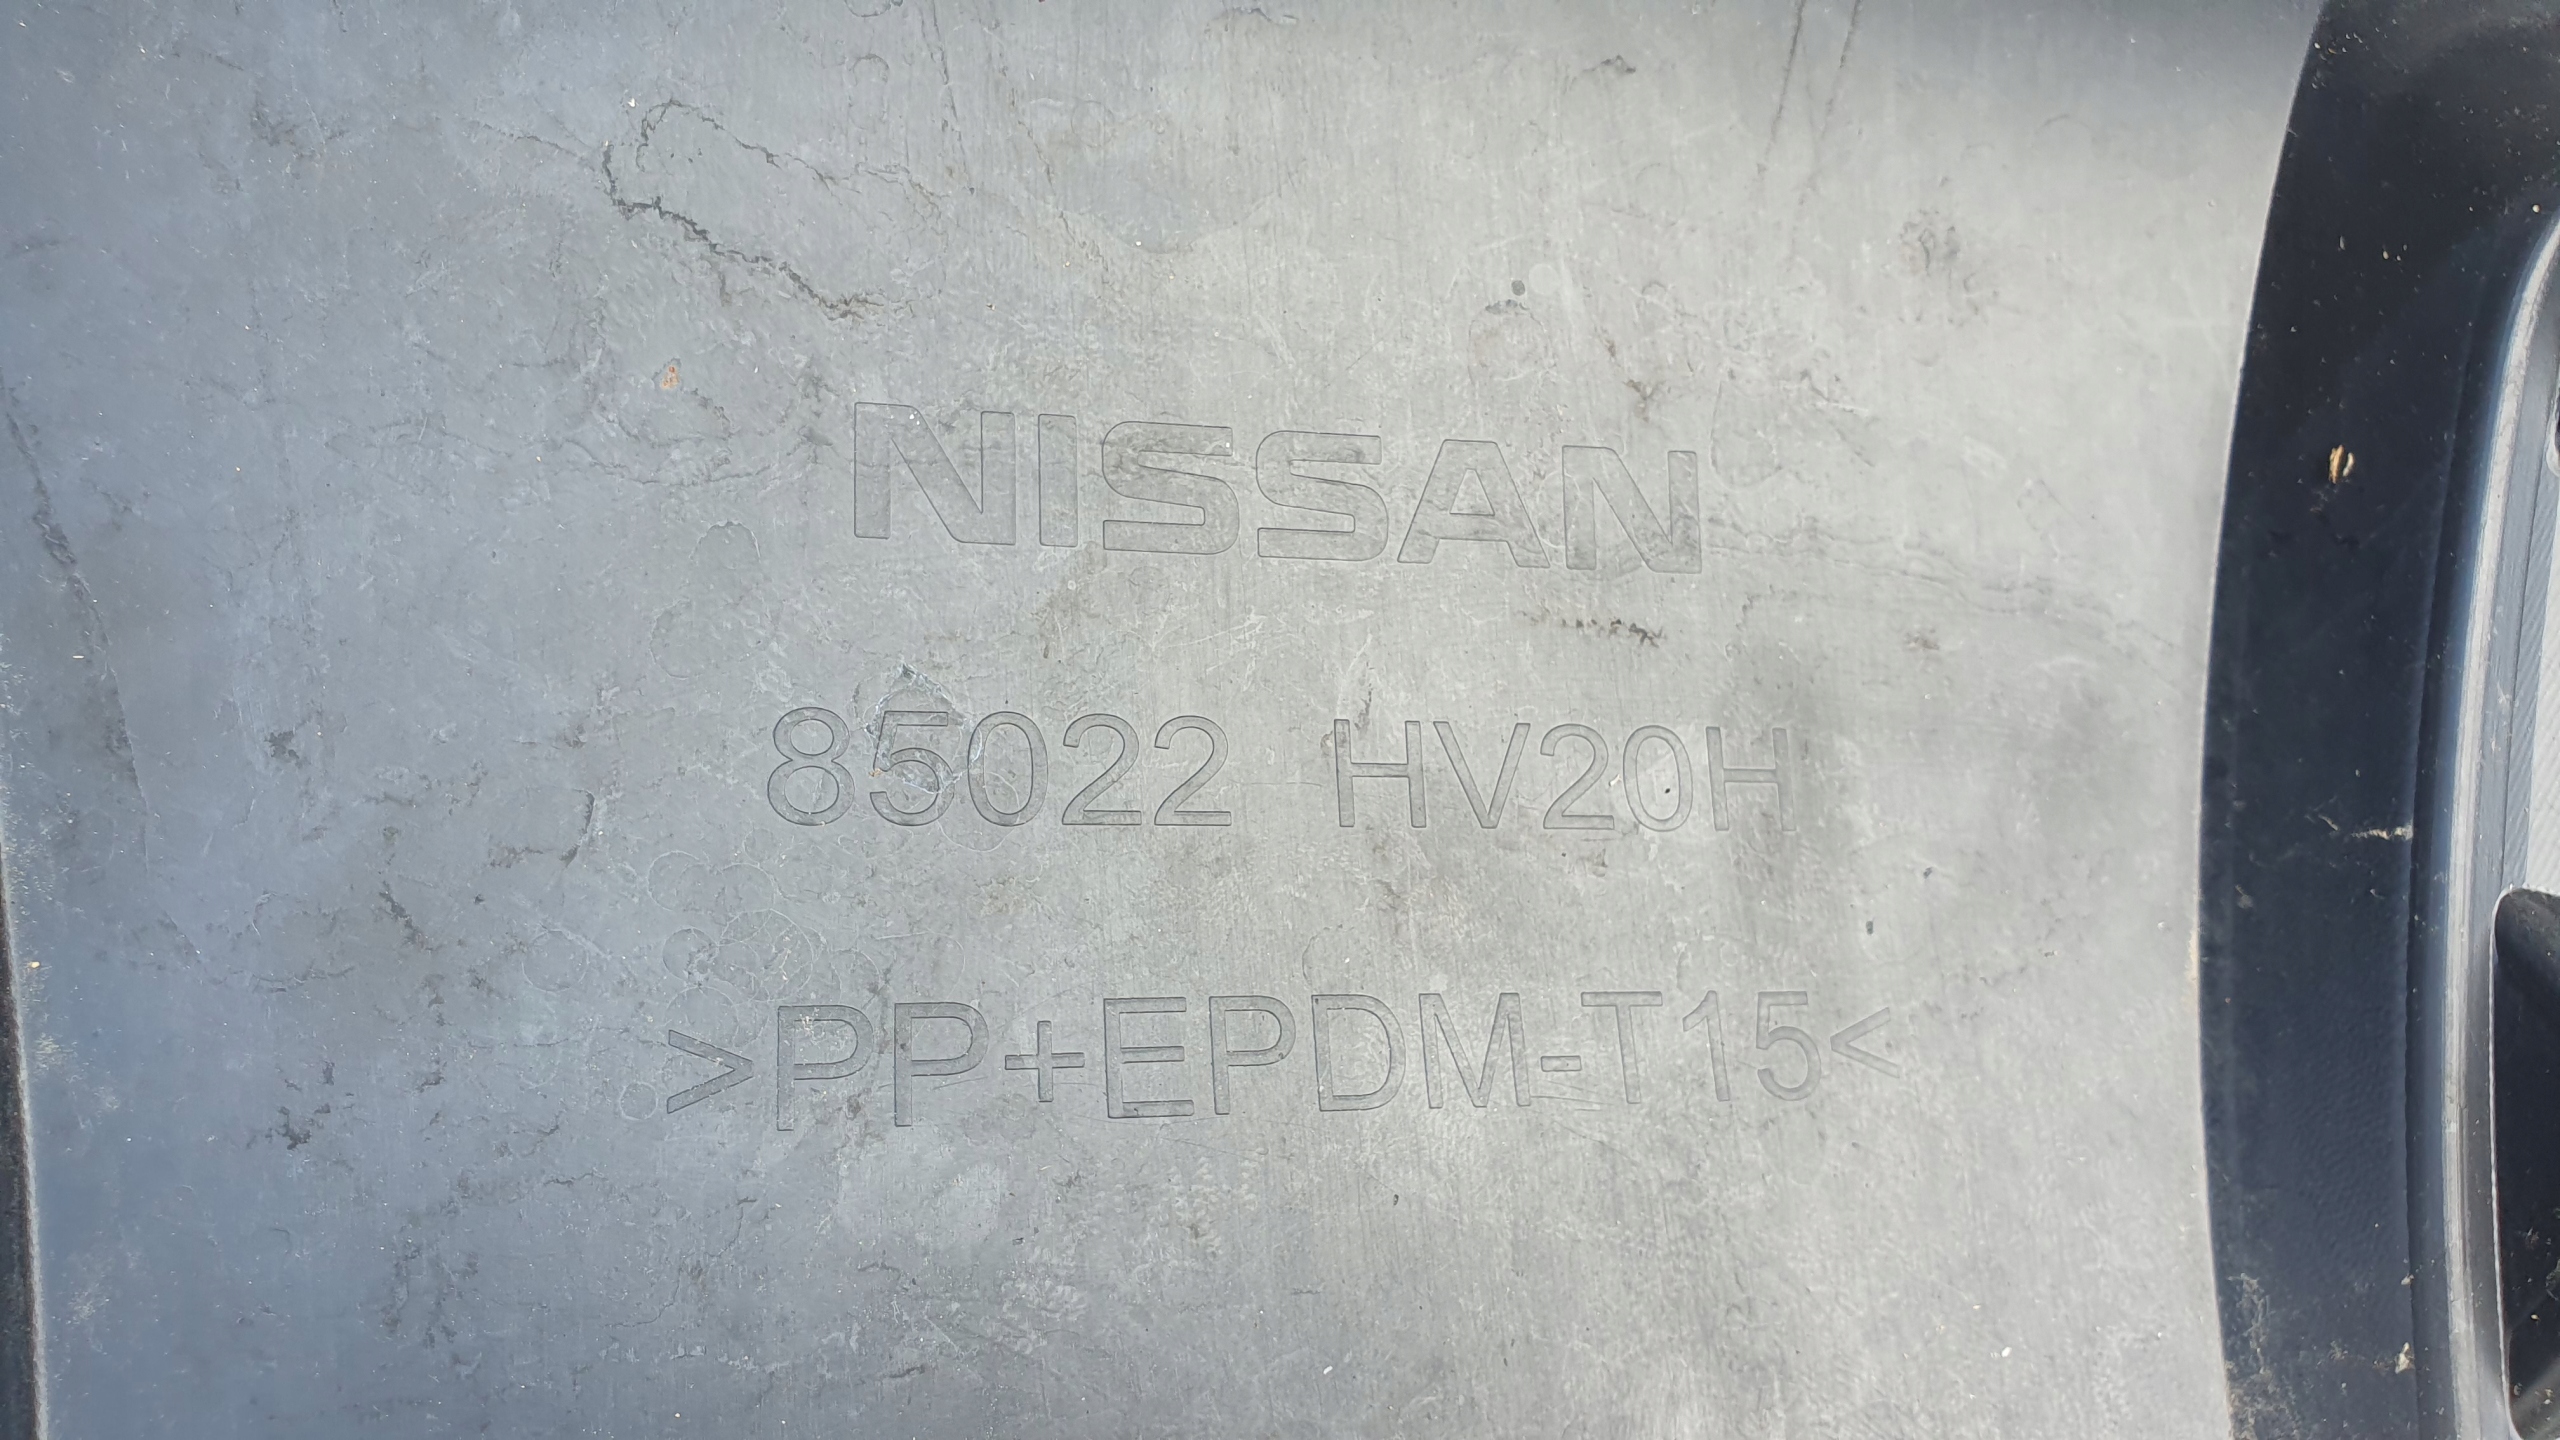 NISSAN
85022 HV20H
>PP+EPDM-T15<